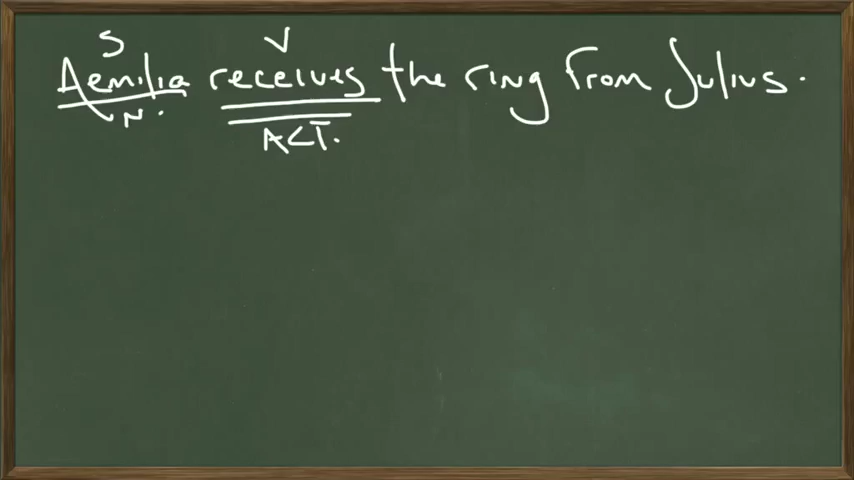 S V
Aemilia receives the ring from Julius.
N. ACT.